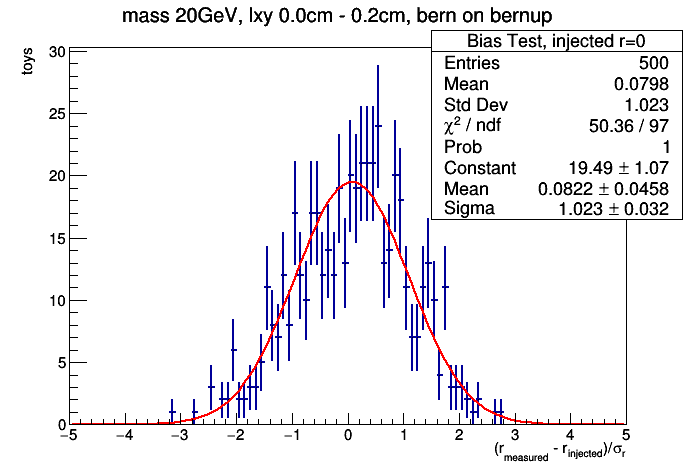 mass 20GeV, lxy 0.0cm - 0.2cm, bern on bernup
Bias Test, injected r=0
Entries 500
Mean 0.0798
Std Dev 1.023
χ² / ndf 50.36 / 97
Prob 1
Constant 19.49 ± 1.07
Mean 0.0822 ± 0.0458
Sigma 1.023 ± 0.032
toys
30
25
20
15
10
5
0
−5 −4 −3 −2 −1 0 1 2 3 4 5
(r_measured - r_injected)/σ_r